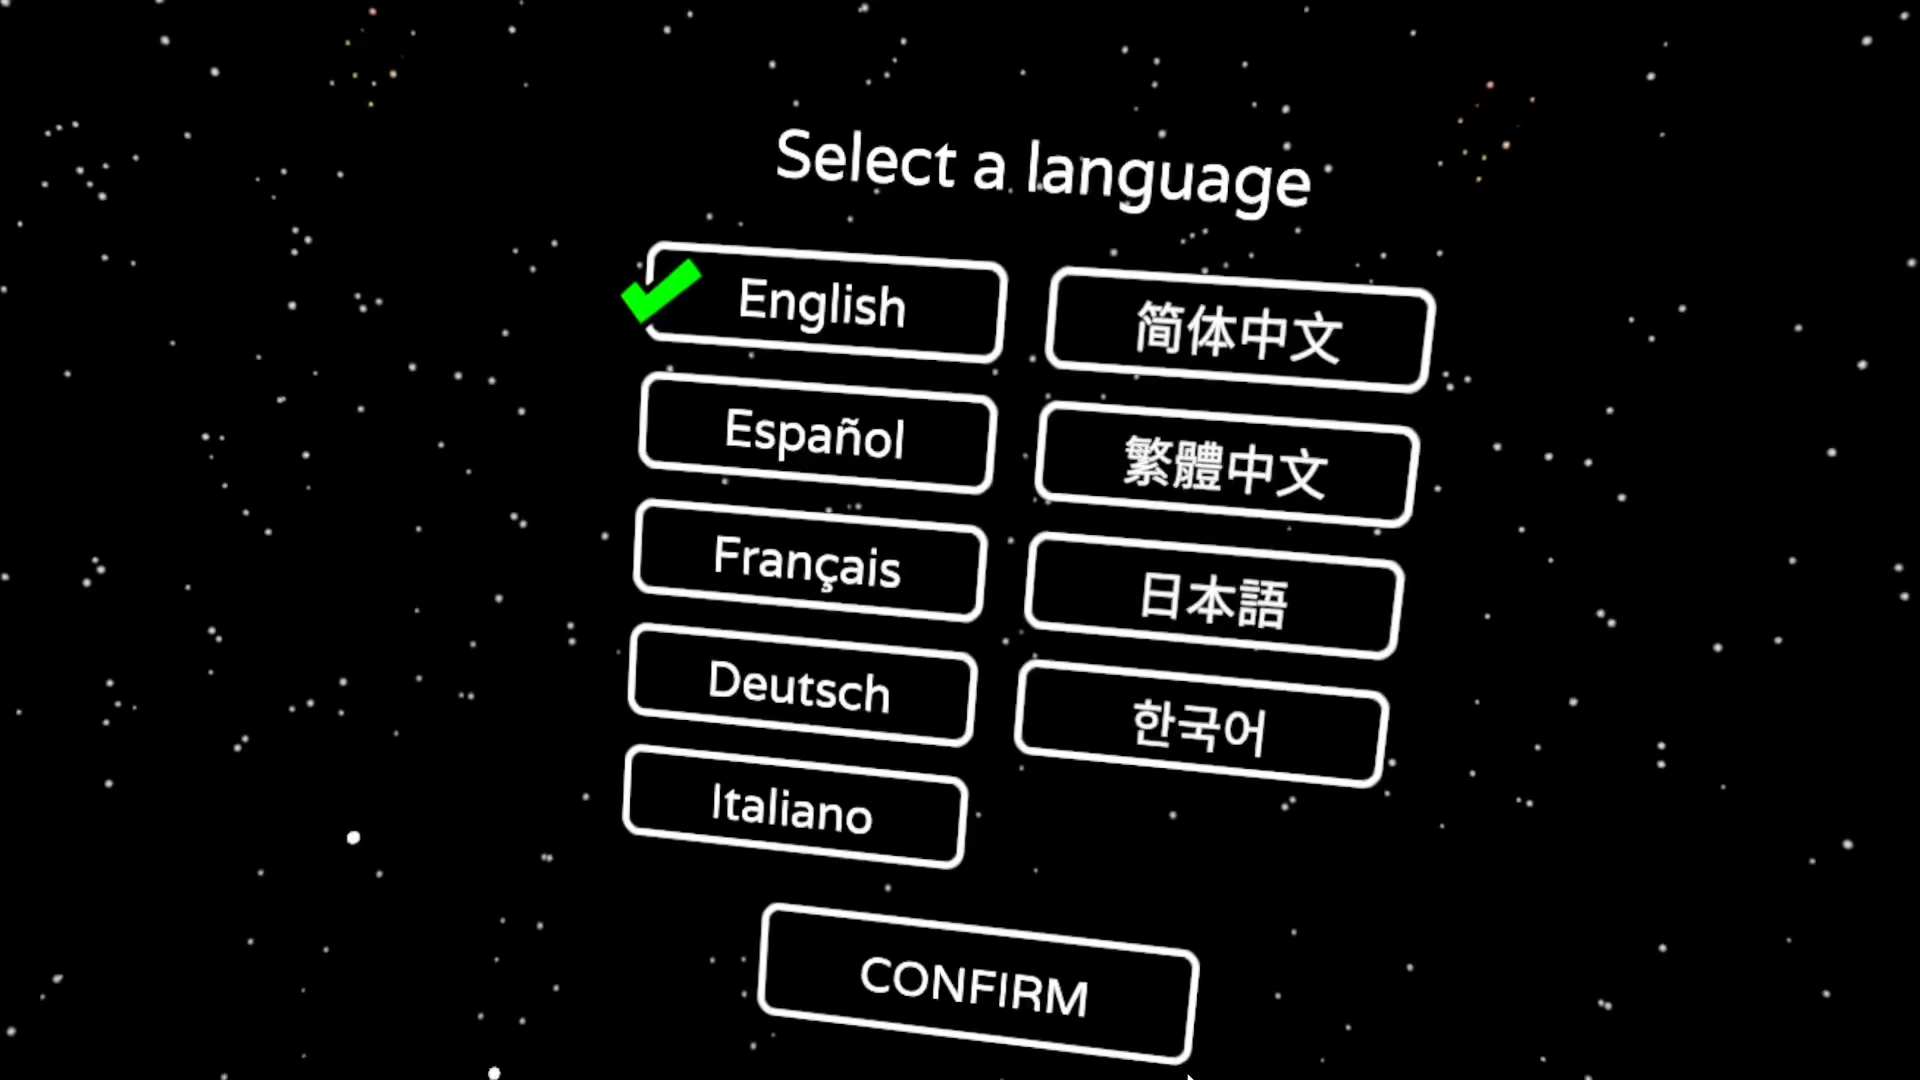 Select a language
English
Español
Français
Deutsch
Italiano
简体中文
繁體中文
日本語
한국어
CONFIRM